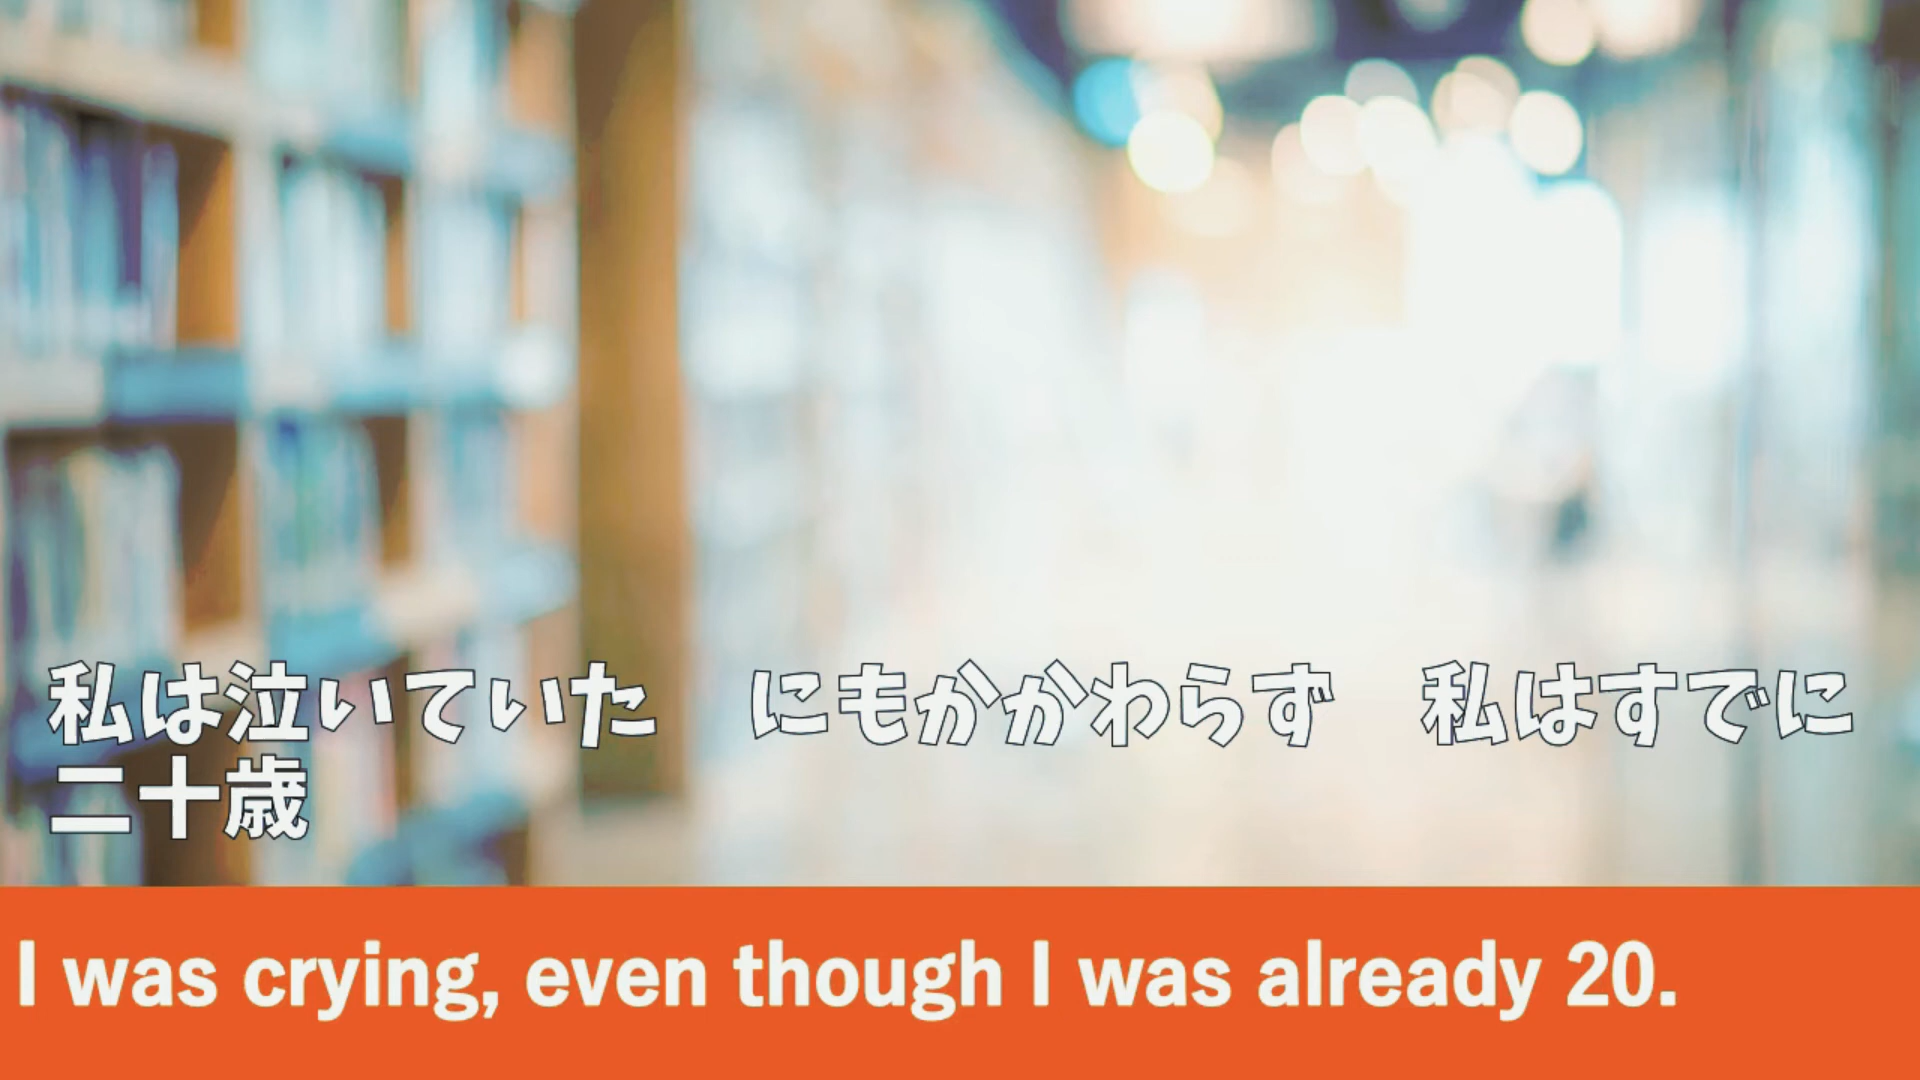 私は泣いていた　にもかかわらず　私はすでに
二十歳
I was crying, even though I was already 20.